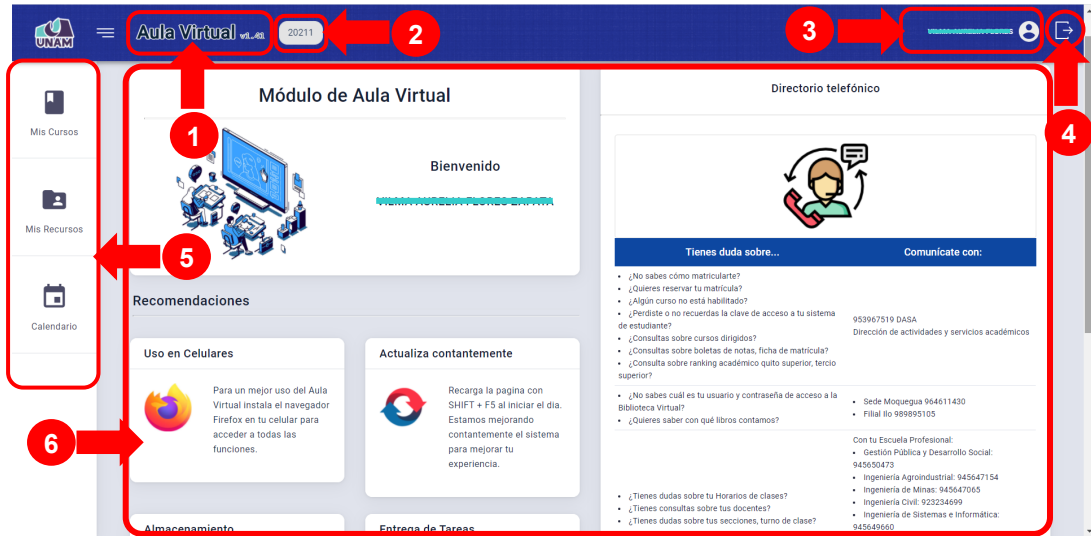 UNAM
Aula Virtual v1.41
20211
2
3
1
4
Mis Cursos
Mis Recursos
5
Calendario
Módulo de Aula Virtual
Bienvenido
Recomendaciones
Uso en Celulares
Para un mejor uso del Aula
Virtual instala el navegador
Firefox en tu celular para
acceder a todas las
funciones.
6
Actualiza contantemente
Recarga la pagina con
SHIFT + F5 al iniciar el dia.
Estamos mejorando
contantemente el sistema
para mejorar tu
experiencia.
Almacenamiento
Entrega de Tareas
Directorio telefónico
Tienes duda sobre...
Comunícate con:
• ¿No sabes cómo matricularte?
• ¿Quieres reservar tu matrícula?
• ¿Algún curso no está habilitado?
• ¿Perdiste o no recuerdas la clave de acceso a tu sistema
de estudiante?
• ¿Consultas sobre cursos dirigidos?
• ¿Consultas sobre boletas de notas, ficha de matrícula?
• ¿Consulta sobre ranking académico quito superior, tercio
superior?
953967519 DASA
Dirección de actividades y servicios académicos
• ¿No sabes cuál es tu usuario y contraseña de acceso a la
Biblioteca Virtual?
• ¿Quieres saber con qué libros contamos?
• Sede Moquegua 964611430
• Filial Ilo 989895105
• ¿Tienes dudas sobre tu Horarios de clases?
• ¿Tienes consultas sobre tus docentes?
• ¿Tienes dudas sobre tus secciones, turno de clase?
Con tu Escuela Profesional:
• Gestión Pública y Desarrollo Social:
945650473
• Ingeniería Agroindustrial: 945647154
• Ingeniería de Minas: 945647065
• Ingeniería Civil: 923234699
• Ingeniería de Sistemas e Informática:
945649660